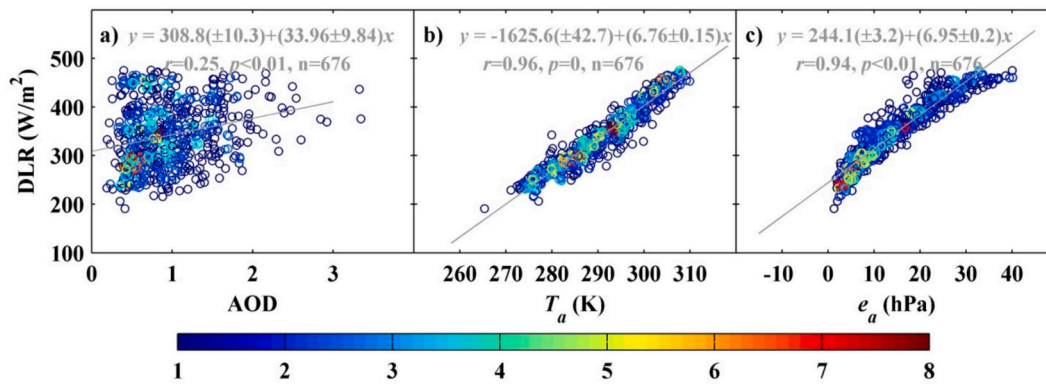 a) y = 308.8(±10.3)+(33.96±9.84)x
r=0.25, p<0.01, n=676
b) y = -1625.6(±42.7)+(6.76±0.15)x
r=0.96, p=0, n=676
c) y = 244.1(±3.2)+(6.95±0.2)x
r=0.94, p<0.01, n=676
DLR (W/m²)
500
400
300
200
100
0 1 2 3
AOD
260 270 280 290 300 310
Tₐ (K)
-10 0 10 20 30 40
eₐ (hPa)
1 2 3 4 5 6 7 8